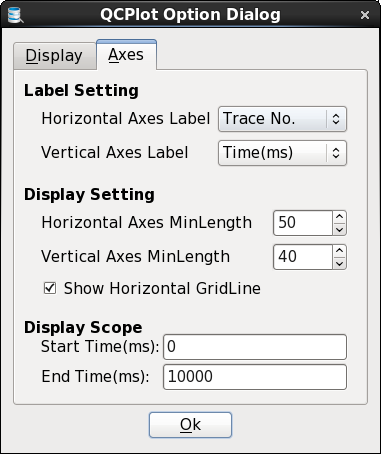 QCPlot Option Dialog
Display Axes
Label Setting
Horizontal Axes Label Trace No.
Vertical Axes Label Time(ms)
Display Setting
Horizontal Axes MinLength 50
Vertical Axes MinLength 40
Show Horizontal GridLine
Display Scope
Start Time(ms): 0
End Time(ms): 10000
Ok